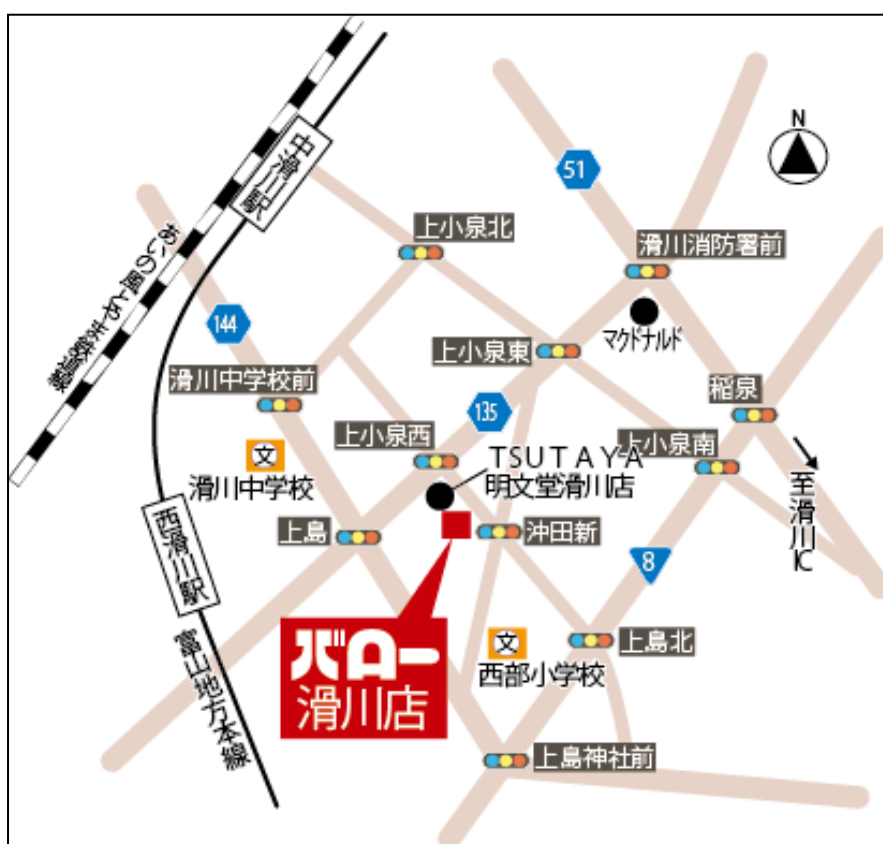 N
中滑川駅
51
上小泉北
滑川消防署前
あいの風とやま鉄道線
144
マクドナルド
上小泉東
滑川中学校前
稲泉
135
上小泉西
上小泉南
文
TSUTAYA
明文堂滑川店
滑川中学校
至滑川IC
西滑川駅
上島
沖田新
8
バロー
滑川店
文
西部小学校
上島北
富山地方本線
上島神社前